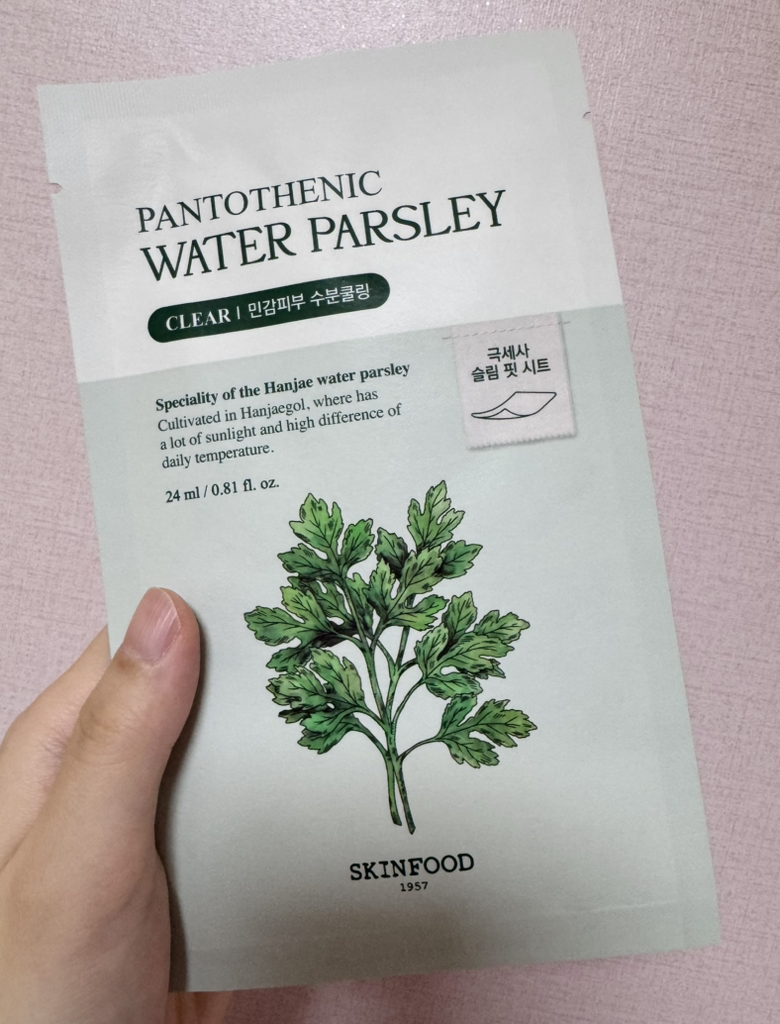 PANTOTHENIC
WATER PARSLEY
CLEAR | 민감피부 수분쿨링
극세사
슬림 핏 시트
Speciality of the Hanjae water parsley
Cultivated in Hanjaegol, where has
a lot of sunlight and high difference of
daily temperature.
24 ml / 0.81 fl. oz.
SKINFOOD
1957